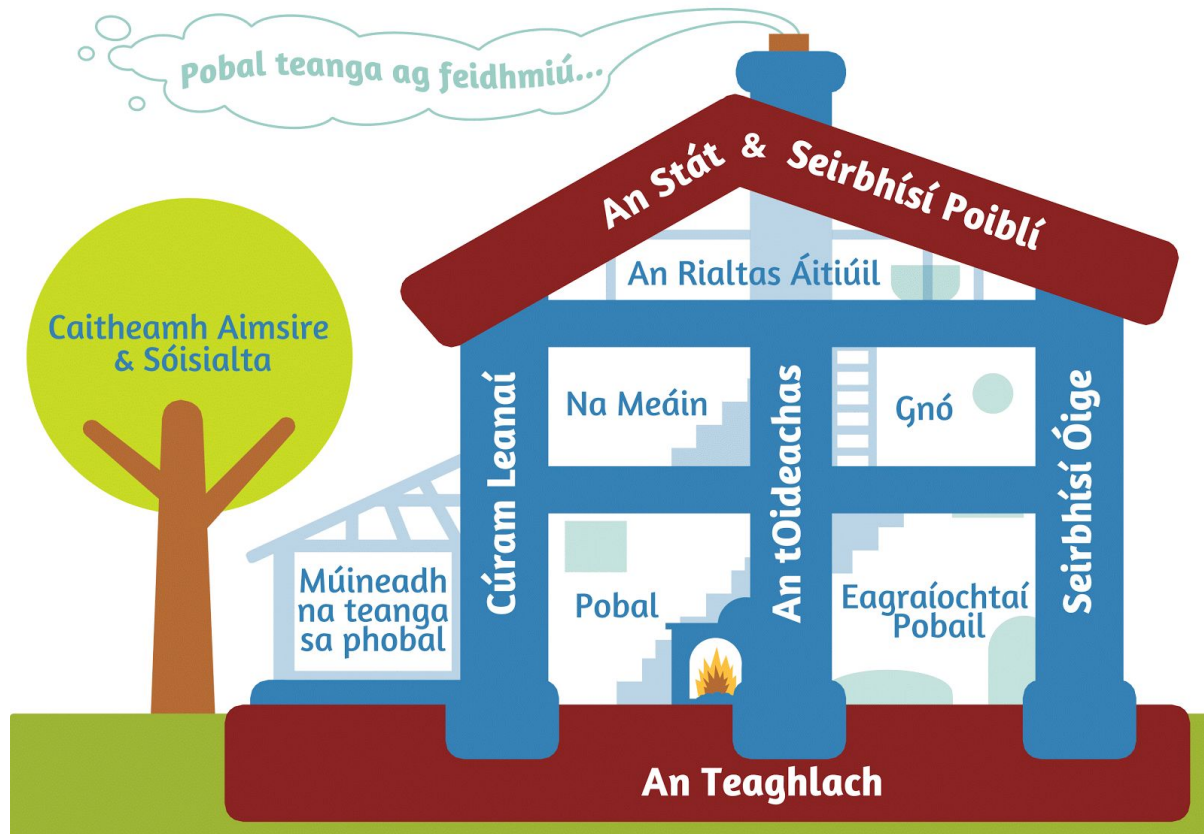 Pobal teanga ag feidhmiú...
An Stát & Seirbhísí Poiblí
An Rialtas Áitiúil
Caitheamh Aimsire
& Sóisialta
Cúram Leanaí
Na Meáin
An tOideachas
Gnó
Seirbhísí Óige
Múineadh
na teanga
sa phobal
Pobal
Eagraíochtaí
Pobail
An Teaghlach